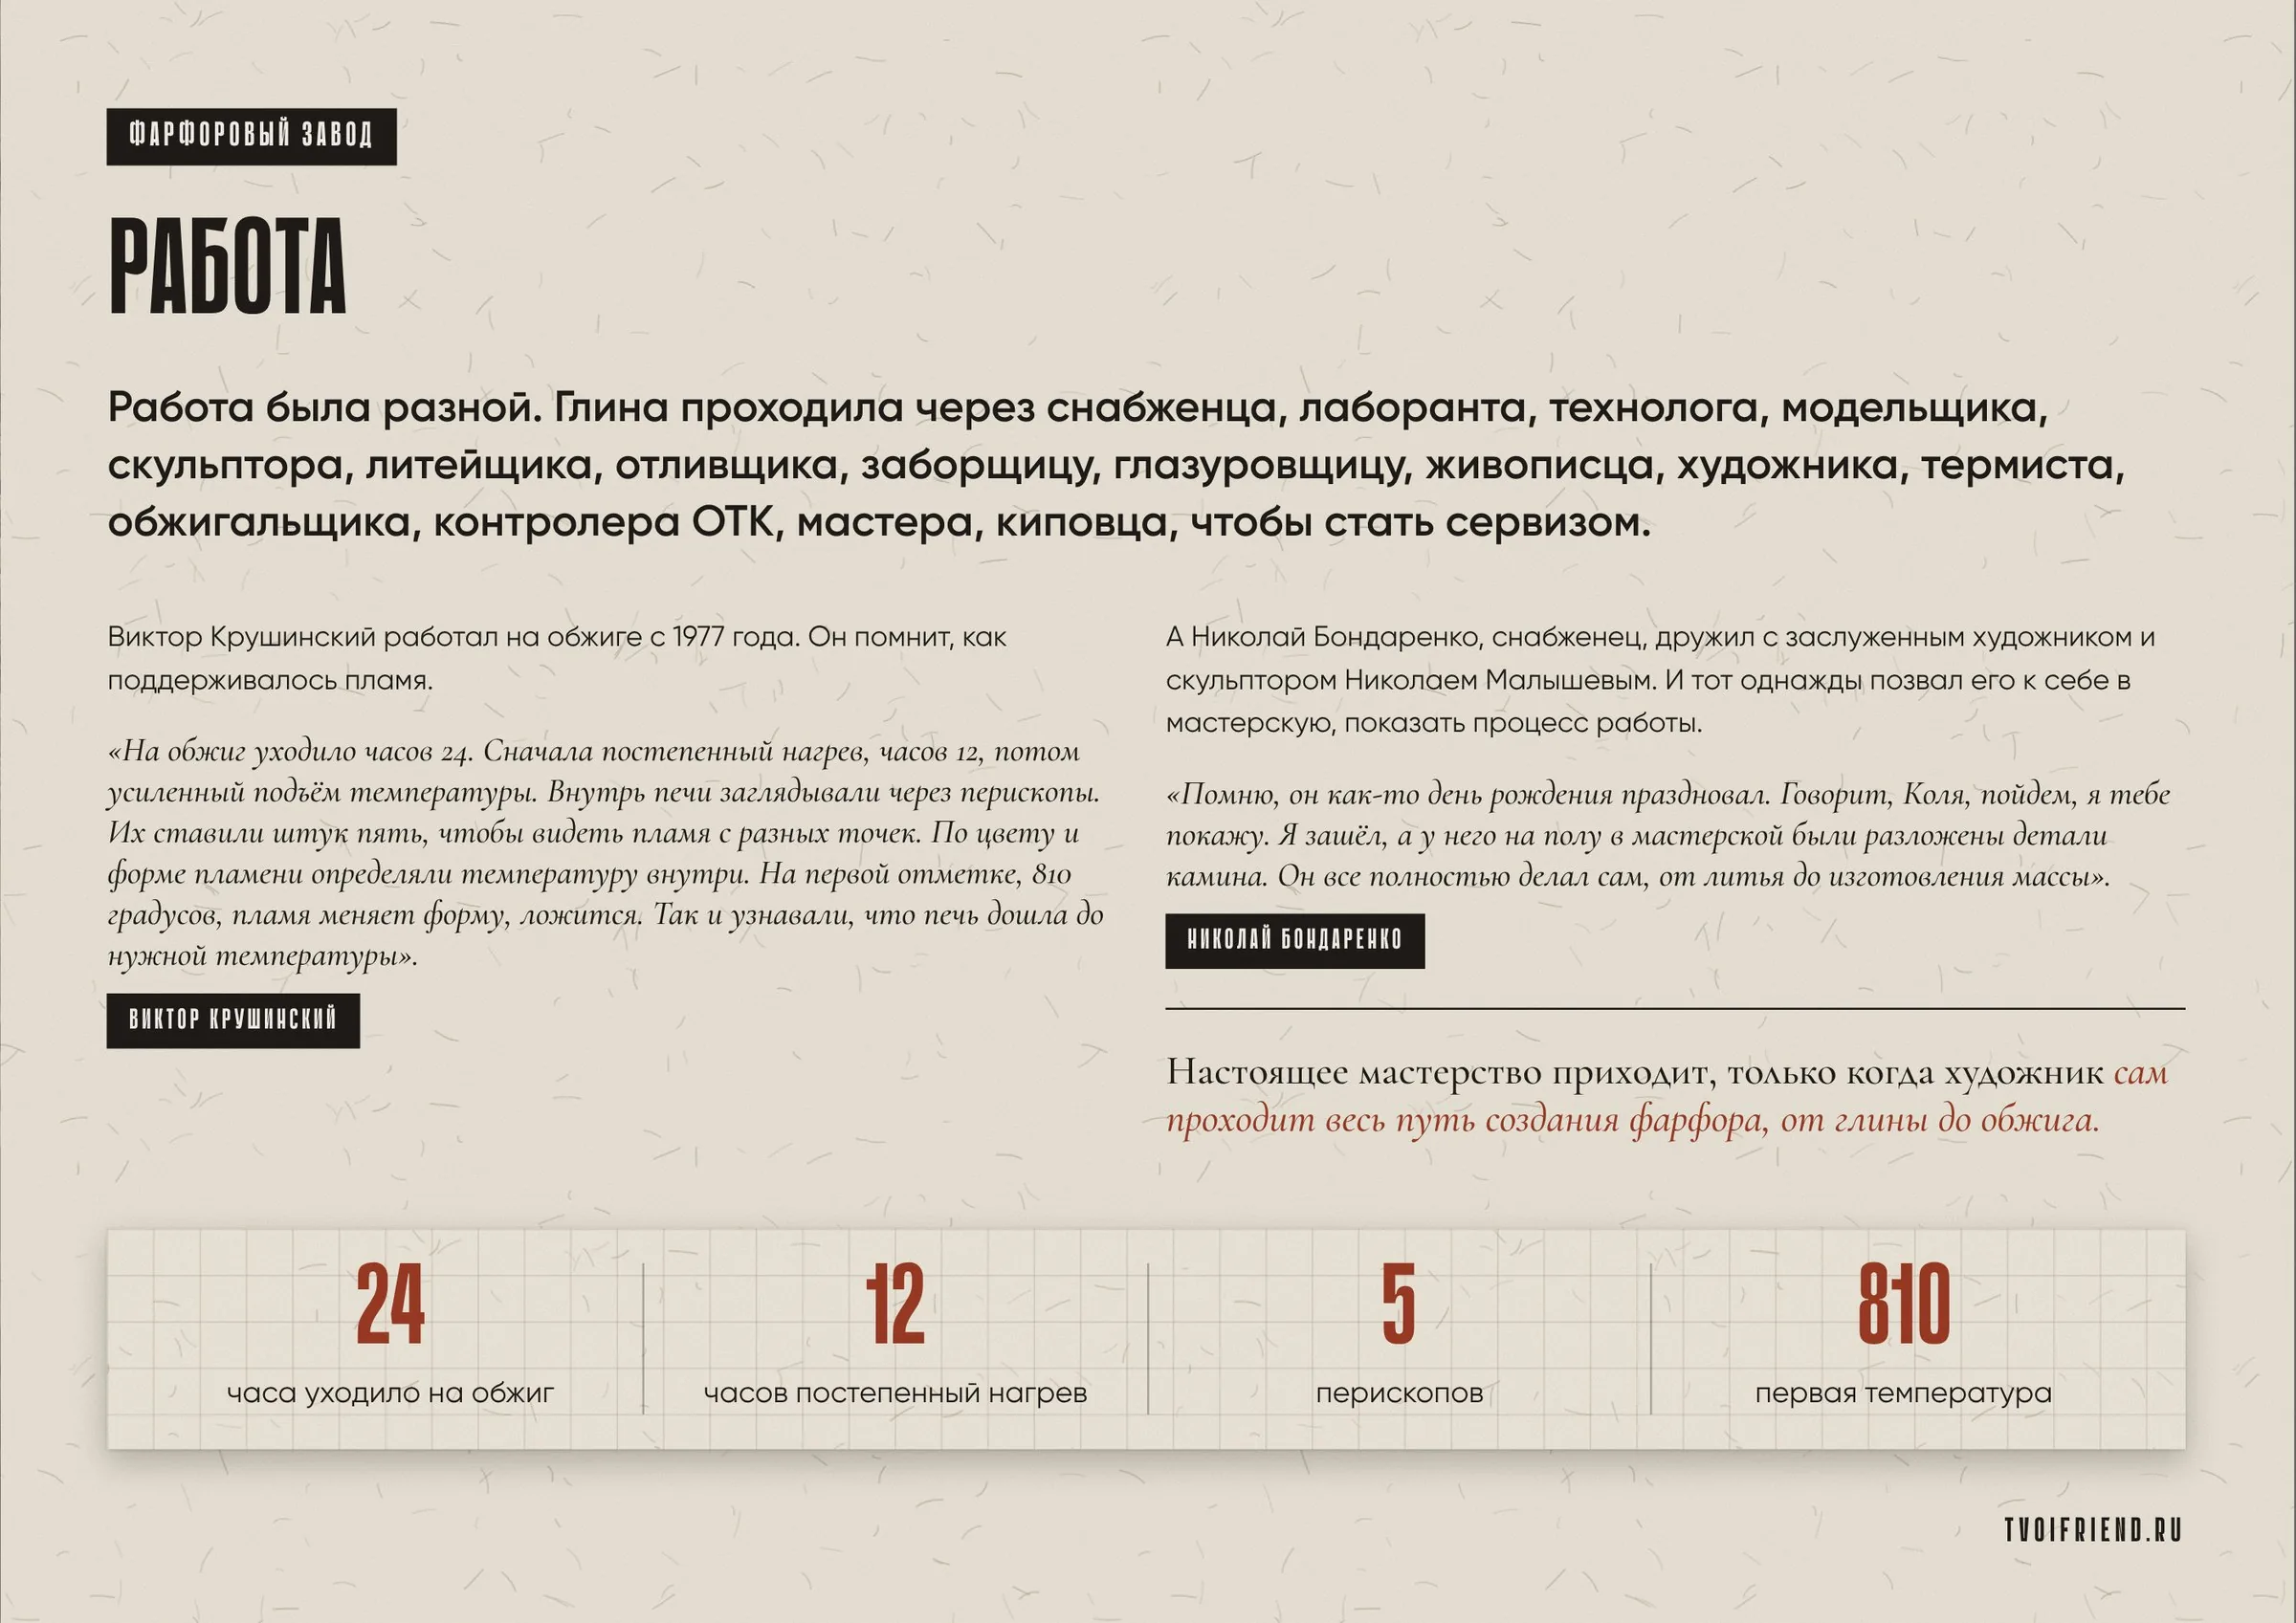 ФАРФОРОВЫЙ ЗАВОД
РАБОТА
Работа была разной. Глина проходила через снабженца, лаборанта, технолога, модельщика,
скульптора, литейщика, отливщика, заборщицу, глазуровщицу, живописца, художника, термиста,
обжигальщика, контролера ОТК, мастера, киповца, чтобы стать сервизом.
Виктор Крушинский работал на обжиге с 1977 года. Он помнит, как
поддерживалось пламя.
«На обжиг уходило часов 24. Сначала постепенный нагрев, часов 12, потом
усиленный подъём температуры. Внутрь печи заглядывали через перископы.
Их ставили штук пять, чтобы видеть пламя с разных точек. По цвету и
форме пламени определяли температуру внутри. На первой отметке, 810
градусов, пламя меняет форму, ложится. Так и узнавали, что печь дошла до
нужной температуры».
ВИКТОР КРУШИНСКИЙ
А Николай Бондаренко, снабженец, дружил с заслуженным художником и
скульптором Николаем Малышевым. И тот однажды позвал его к себе в
мастерскую, показать процесс работы.
«Помню, он как-то день рождения праздновал. Говорит, Коля, пойдем, я тебе
покажу. Я зашёл, а у него на полу в мастерской были разложены детали
камина. Он все полностью делал сам, от литья до изготовления массы».
НИКОЛАЙ БОНДАРЕНКО
Настоящее мастерство приходит, только когда художник сам
проходит весь путь создания фарфора, от глины до обжига.
24
часа уходило на обжиг
12
часов постепенный нагрев
5
перископов
810
первая температура
TVOIFRIEND.RU